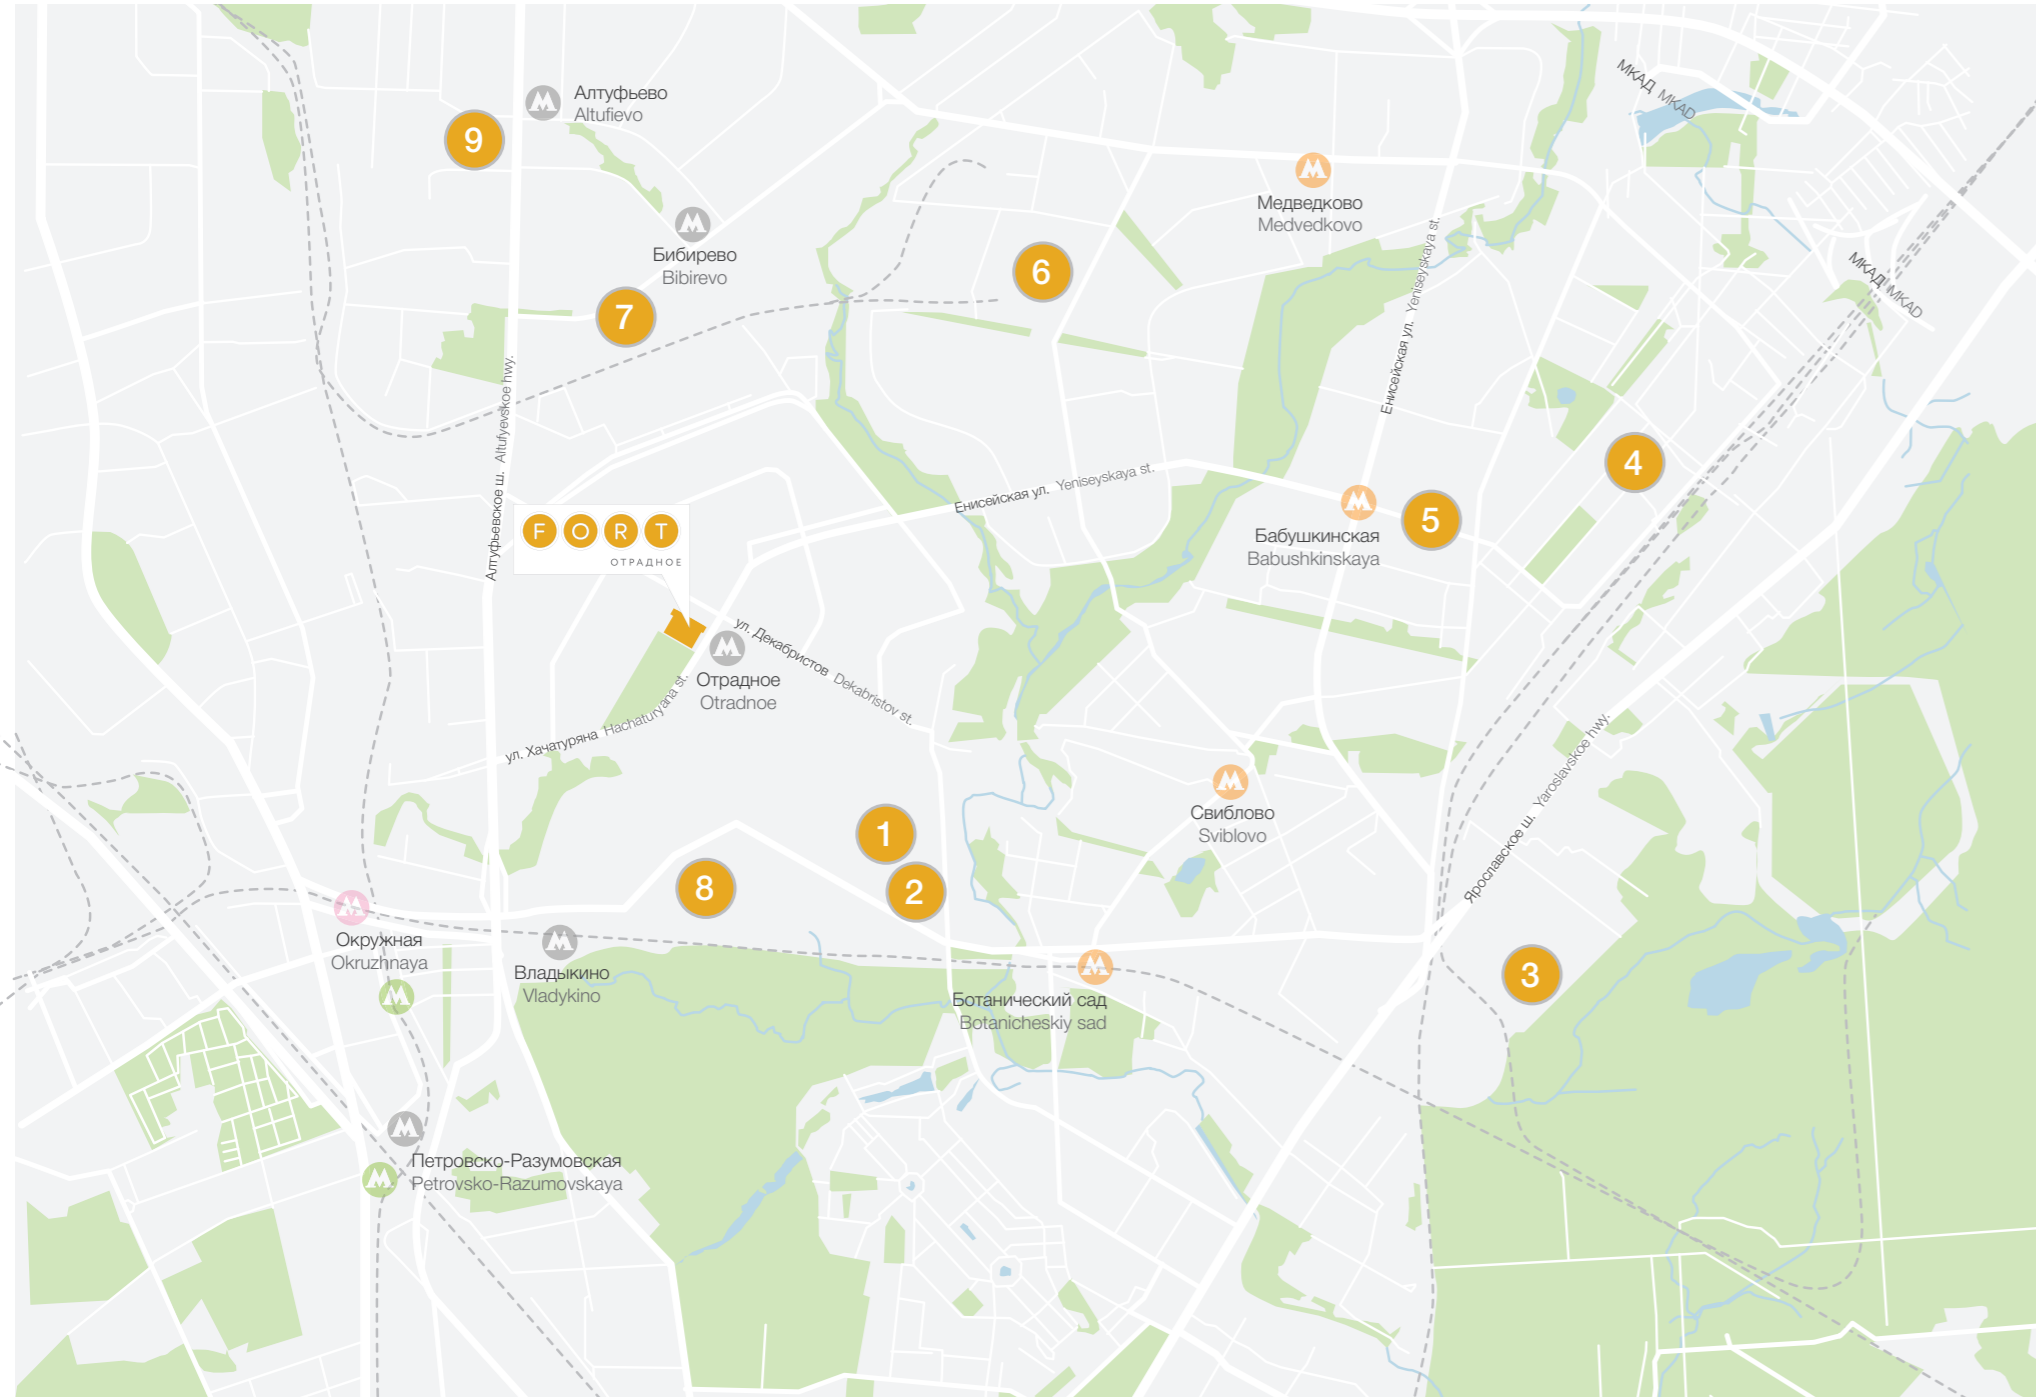 МКАД MKAD
Алтуфьево
Altufievo
9
Медведково
Medvedkovo
Бибирево
Bibirevo
6
7
МКАД MKAD
Енисейская ул. Yeniseyskaya st.
Алтуфьевское ш. Altufyevskoe hwy.
4
Енисейская ул. Yeniseyskaya st.
5
FORT
ОТРАДНОЕ
Бабушкинская
Babushkinskaya
ул. Декабристов Dekabristov st.
Отрадное
Otradnoe
ул. Хачатуряна Hachaturyana st.
Ярославское ш. Yaroslavskoe hwy.
Свиблово
Sviblovo
1
8
2
Окружная
Okruzhnaya
Владыкино
Vladykino
3
Ботанический сад
Botanicheskiy sad
Петровско-Разумовская
Petrovsko-Razumovskaya